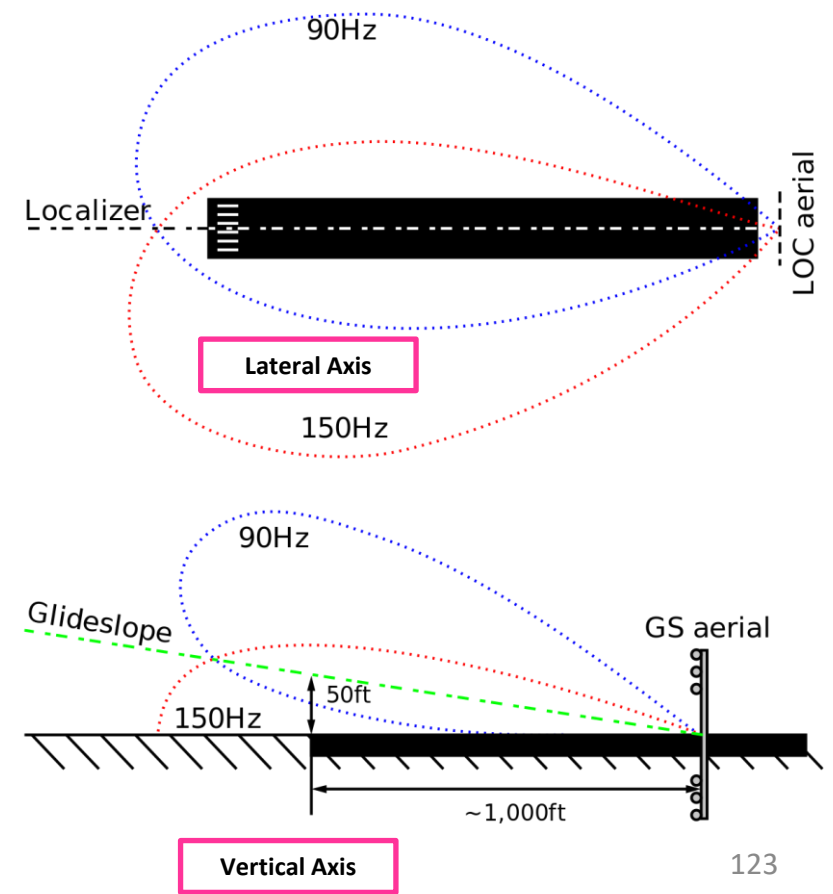 90Hz
Localizer
LOC aerial
Lateral Axis
150Hz
90Hz
Glideslope
GS aerial
50ft
150Hz
~1,000ft
Vertical Axis
123